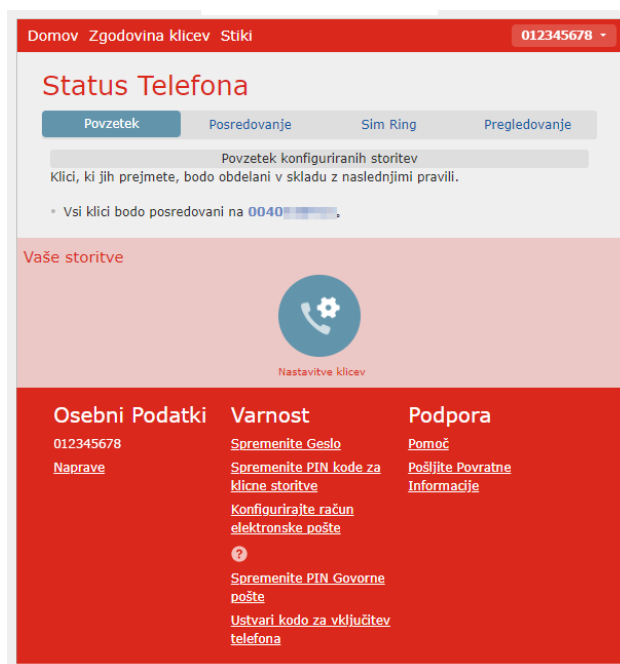 Domov Zgodovina klicev Stiki
012345678
Status Telefona
Povzetek Posredovanje Sim Ring Pregledovanje
Povzetek konfiguriranih storitev
Klici, ki jih prejmete, bodo obdelani v skladu z naslednjimi pravili.
Vsi klici bodo posredovani na 0040
Vaše storitve
Nastavitve klicev
Osebni Podatki
012345678
Naprave
Varnost
Spremenite Geslo
Spremenite PIN kode za
klicne storitve
Konfigurirajte račun
elektronske pošte
?
Spremenite PIN Govorne
pošte
Ustvari kodo za vključitev
telefona
Podpora
Pomoč
Pošljite Povratne
Informacije